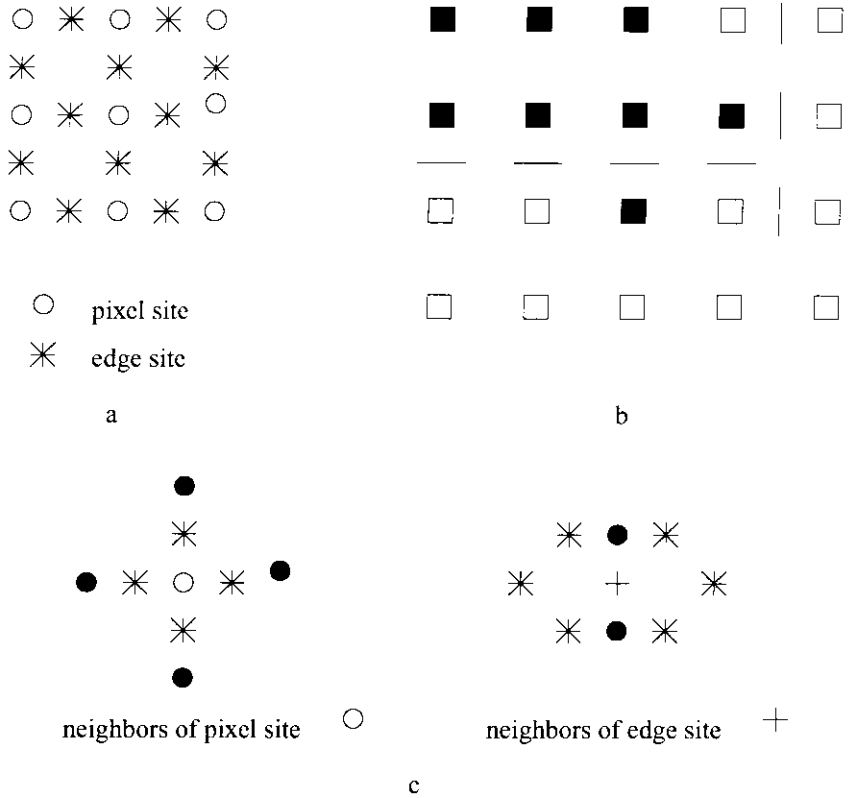 pixel site
edge site
a
b
neighbors of pixel site
neighbors of edge site
c